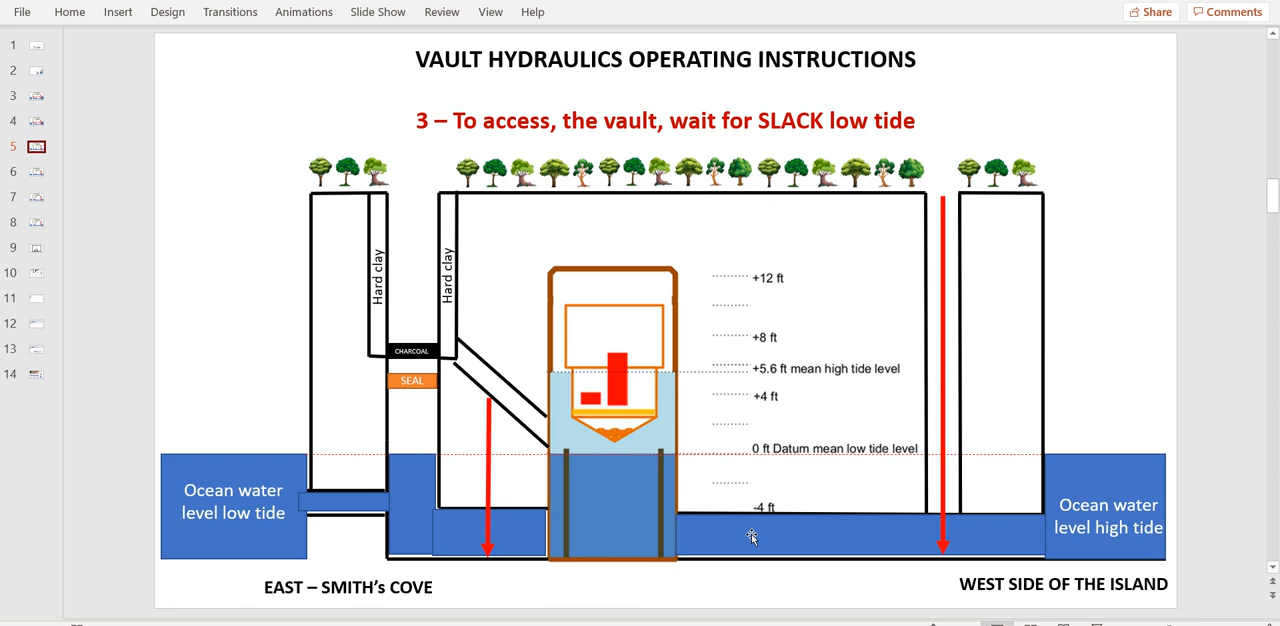 File Home Insert Design Transitions Animations Slide Show Review View Help
Share Comments
1
2
3
4
5
6
7
8
9
10
11
12
13
14
VAULT HYDRAULICS OPERATING INSTRUCTIONS
3 – To access, the vault, wait for SLACK low tide
Hard clay
Hard clay
CHARCOAL
SEAL
+12 ft
+8 ft
+5.6 ft mean high tide level
+4 ft
0 ft Datum mean low tide level
-4 ft
Ocean water
level low tide
Ocean water
level high tide
EAST – SMITH’s COVE
WEST SIDE OF THE ISLAND